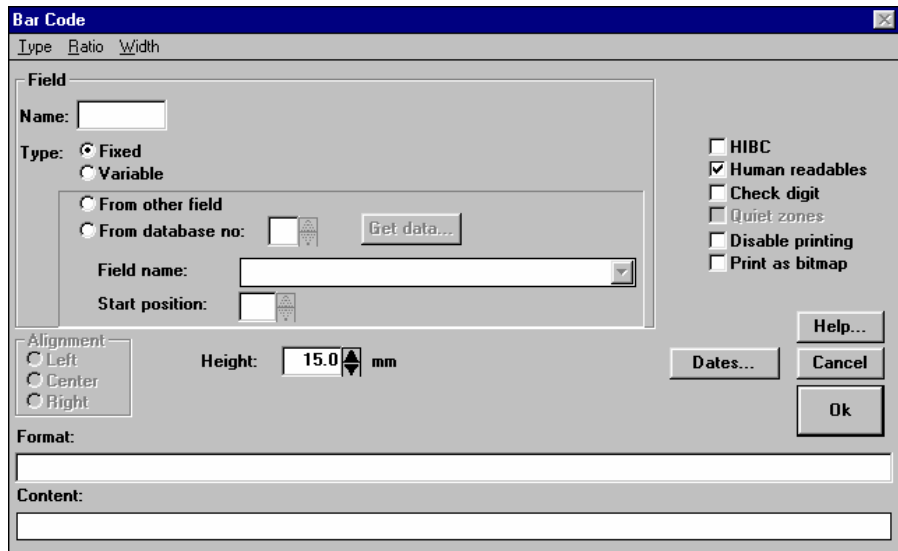 Bar Code
Type Ratio Width
Field
Name:
Type: Fixed
Variable
From other field
From database no: Get data...
Field name:
Start position:
HIBC
Human readables
Check digit
Quiet zones
Disable printing
Print as bitmap
Alignment
Left
Center
Right
Height: 15.0 mm
Dates...
Help...
Cancel
Ok
Format:
Content: